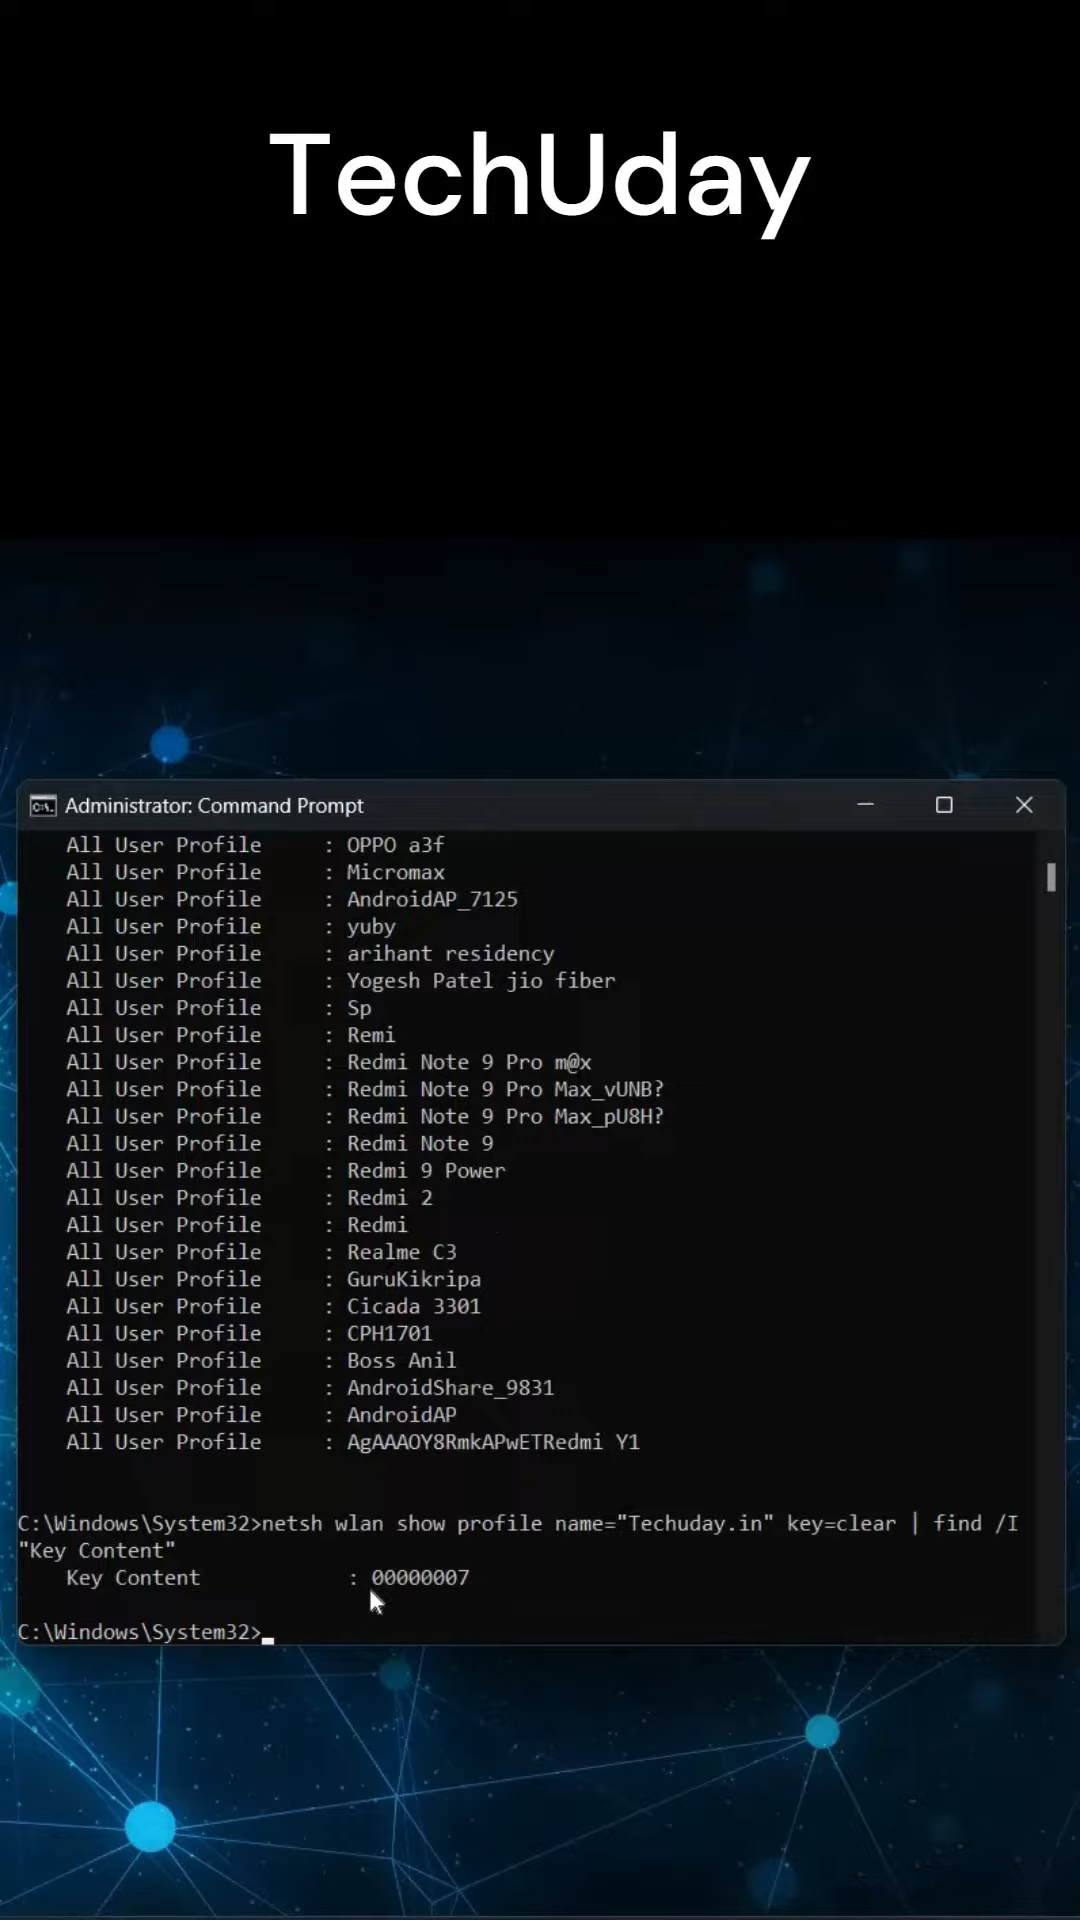 TechUday
Administrator: Command Prompt
All User Profile : OPPO a3f
All User Profile : Micromax
All User Profile : AndroidAP_7125
All User Profile : yuby
All User Profile : arihant residency
All User Profile : Yogesh Patel jio fiber
All User Profile : Sp
All User Profile : Remi
All User Profile : Redmi Note 9 Pro m@x
All User Profile : Redmi Note 9 Pro Max_vUNB?
All User Profile : Redmi Note 9 Pro Max_pU8H?
All User Profile : Redmi Note 9
All User Profile : Redmi 9 Power
All User Profile : Redmi 2
All User Profile : Redmi
All User Profile : Realme C3
All User Profile : GuruKikripa
All User Profile : Cicada 3301
All User Profile : CPH1701
All User Profile : Boss Anil
All User Profile : AndroidShare_9831
All User Profile : AndroidAP
All User Profile : AgAAAOY8RmkAPwETRedmi Y1
C:\Windows\System32>netsh wlan show profile name="Techuday.in" key=clear | find /I
"Key Content"
Key Content : 00000007
C:\Windows\System32>